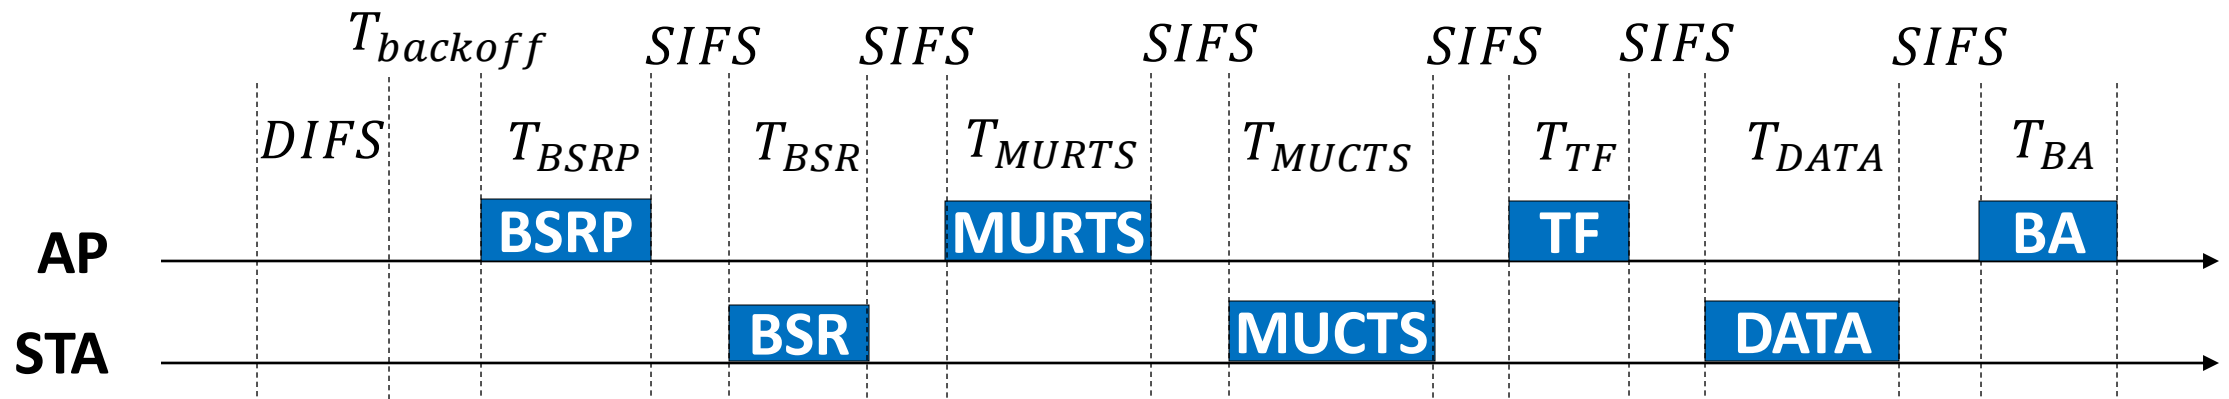 T_backoff SIFS SIFS SIFS SIFS SIFS SIFS
DIFS T_BSRP T_BSR T_MURTS T_MUCTS T_TF T_DATA T_BA
AP BSRP MURTS TF BA
STA BSR MUCTS DATA